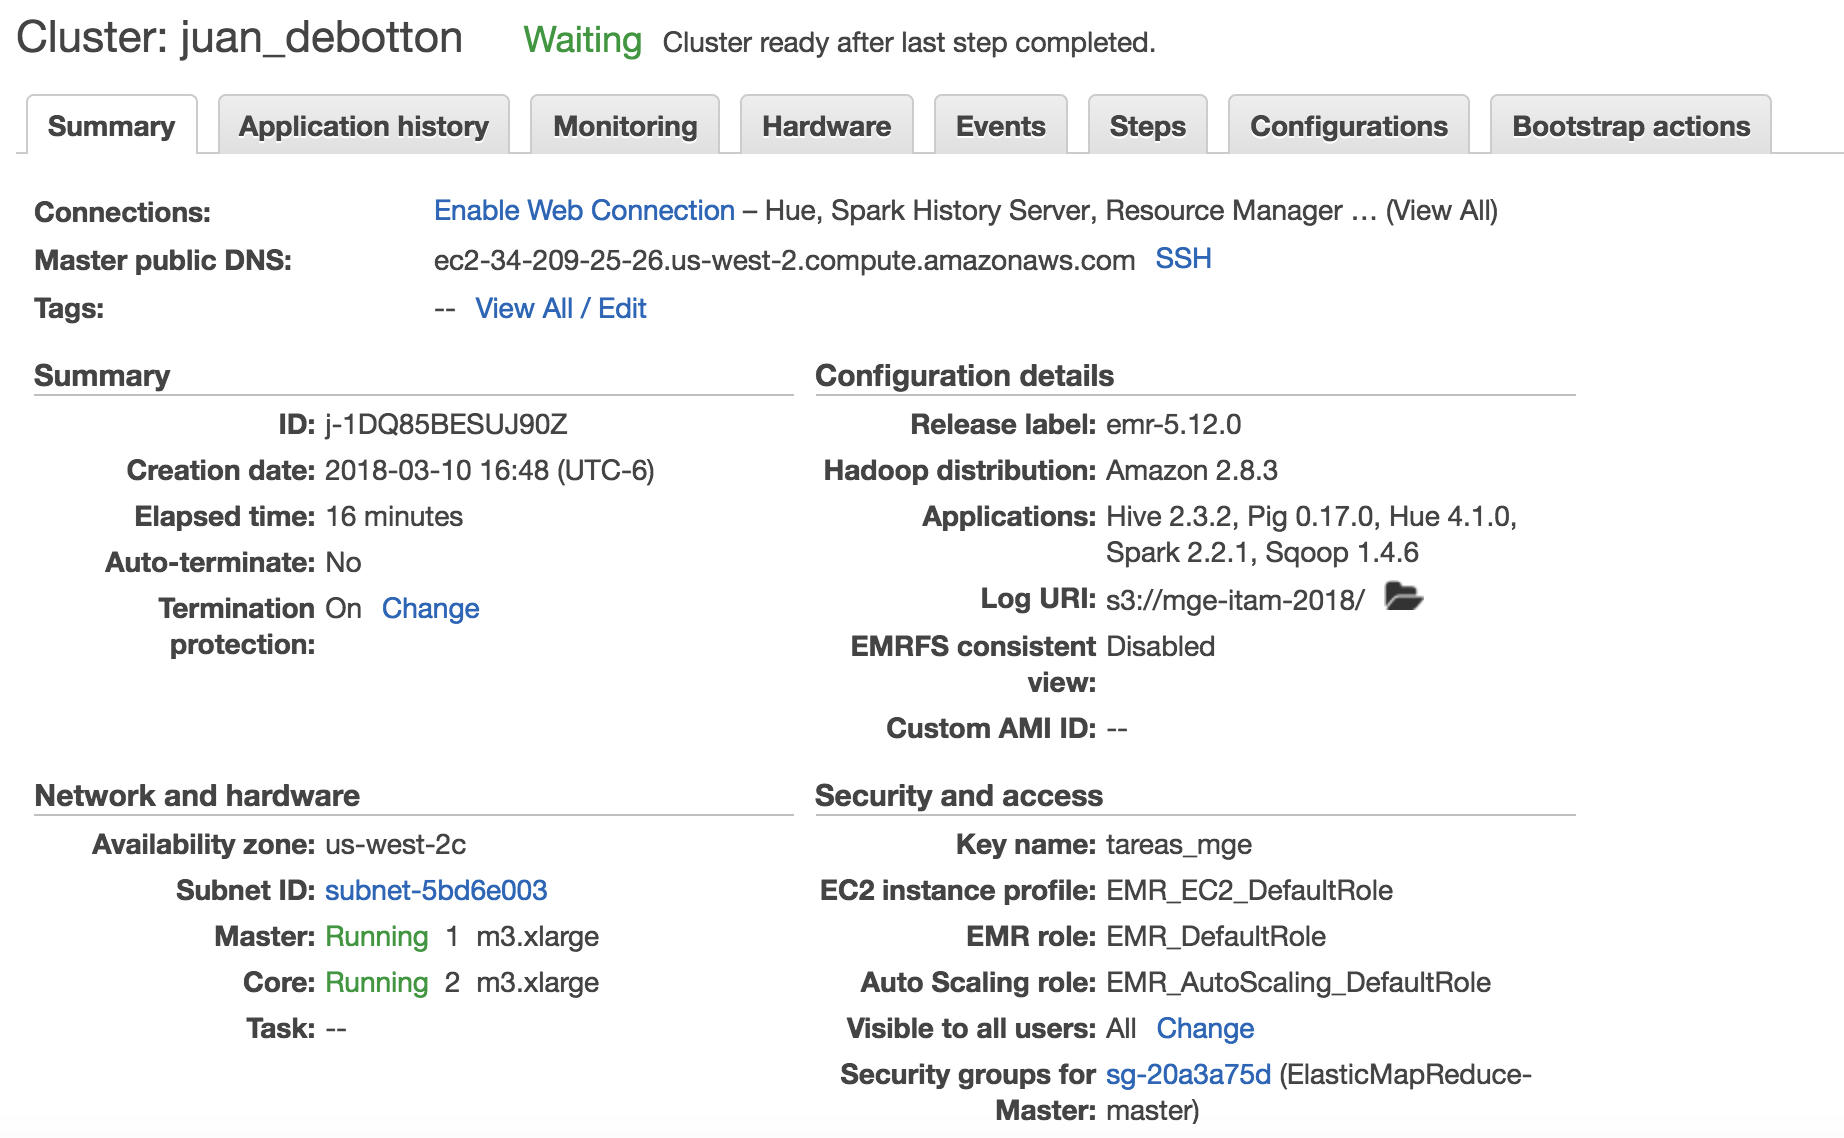 Cluster: juan_debotton Waiting Cluster ready after last step completed.
Summary Application history Monitoring Hardware Events Steps Configurations Bootstrap actions
Connections: Enable Web Connection – Hue, Spark History Server, Resource Manager … (View All)
Master public DNS: ec2-34-209-25-26.us-west-2.compute.amazonaws.com SSH
Tags: -- View All / Edit
Summary
ID: j-1DQ85BESUJ90Z
Creation date: 2018-03-10 16:48 (UTC-6)
Elapsed time: 16 minutes
Auto-terminate: No
Termination On Change
protection:
Configuration details
Release label: emr-5.12.0
Hadoop distribution: Amazon 2.8.3
Applications: Hive 2.3.2, Pig 0.17.0, Hue 4.1.0,
Spark 2.2.1, Sqoop 1.4.6
Log URI: s3://mge-itam-2018/
EMRFS consistent Disabled
view:
Custom AMI ID: --
Network and hardware
Availability zone: us-west-2c
Subnet ID: subnet-5bd6e003
Master: Running 1 m3.xlarge
Core: Running 2 m3.xlarge
Task: --
Security and access
Key name: tareas_mge
EC2 instance profile: EMR_EC2_DefaultRole
EMR role: EMR_DefaultRole
Auto Scaling role: EMR_AutoScaling_DefaultRole
Visible to all users: All Change
Security groups for sg-20a3a75d (ElasticMapReduce-
Master: master)